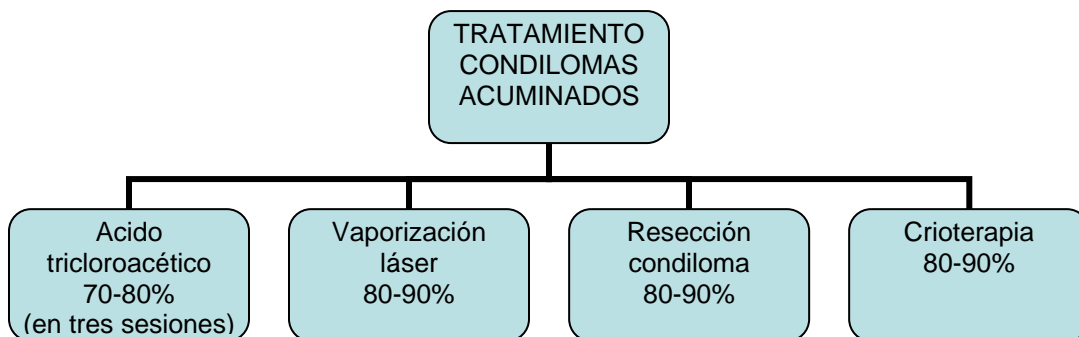 TRATAMIENTO
CONDILOMAS
ACUMINADOS
Acido
tricloroacético
70-80%
(en tres sesiones)
Vaporización
láser
80-90%
Resección
condiloma
80-90%
Crioterapia
80-90%